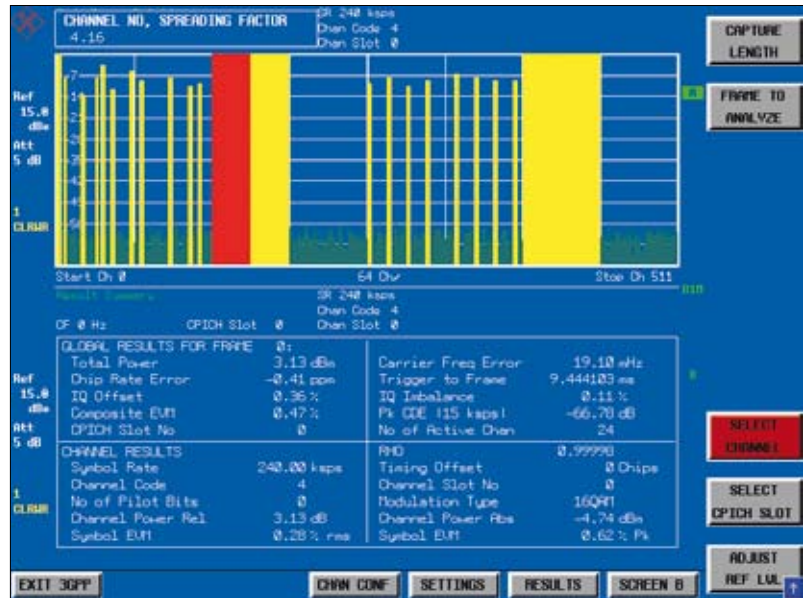 CHANNEL NO, SPREADING FACTOR
4.16
SR 240 ksps
Chan Code 4
Chan Slot 0
CAPTURE LENGTH
FRAME TO ANALYZE
Ref
15.0
dBm
Att
5 dB
1
CLRWR
-7
A
Start Ch 0
64 Ch/
Stop Ch 511
Result Summary
SR 240 ksps
Chan Code 4
Chan Slot 0
CF 0 Hz
CPICH Slot 0
GLOBAL RESULTS FOR FRAME 0:
Total Power 3.13 dBm
Carrier Freq Error 19.10 mHz
Chip Rate Error -0.41 ppm
Trigger to Frame 9.444103 ms
IQ Offset 0.36 %
IQ Imbalance 0.11 %
Composite EVM 0.47 %
Pk CDE (15 ksps) -66.78 dB
CPICH Slot No 0
No of Active Chan 24
CHANNEL RESULTS
RHO 0.99998
Symbol Rate 240.00 ksps
Timing Offset 0 Chips
Channel Code 4
Channel Slot No 0
No of Pilot Bits 0
Modulation Type 16QAM
Channel Power Rel 3.13 dB
Channel Power Abs -4.74 dBm
Symbol EVM 0.28 % rms
Symbol EVM 0.62 % Pk
Ref
15.0
dBm
Att
5 dB
1
CLRWR
SELECT CHANNEL
SELECT CPICH SLOT
ADJUST REF LVL
EXIT 3GPP
CHAN CONF
SETTINGS
RESULTS
SCREEN B